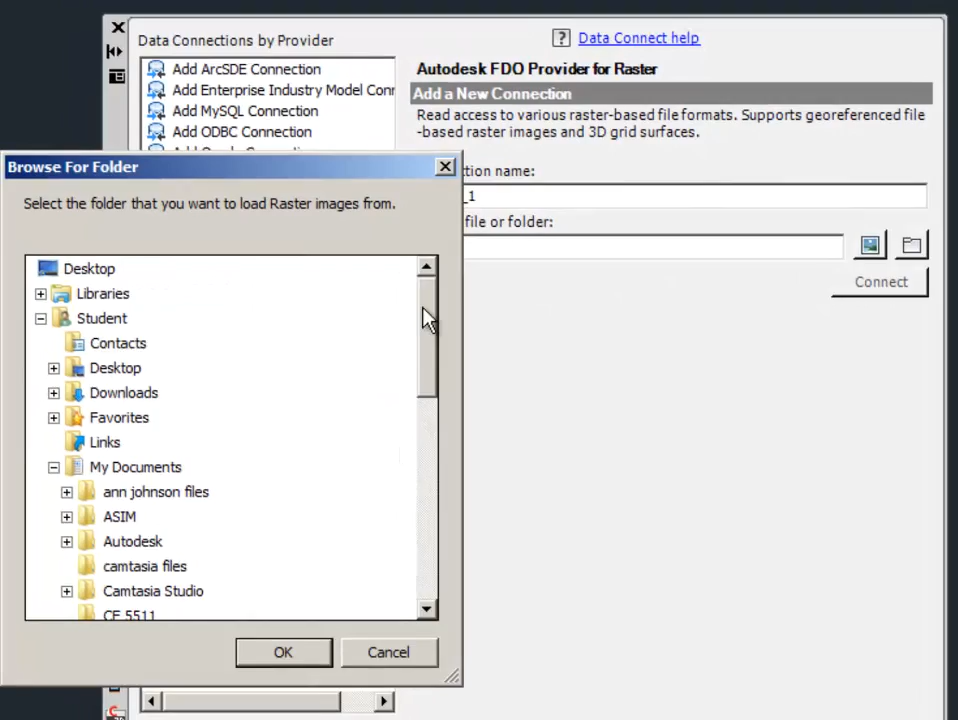 Data Connections by Provider
Data Connect help
Add ArcSDE Connection
Add Enterprise Industry Model Conr
Add MySQL Connection
Add ODBC Connection
Autodesk FDO Provider for Raster
Add a New Connection
Read access to various raster-based file formats. Supports georeferenced file
-based raster images and 3D grid surfaces.
tion name:
_1
file or folder:
Connect
Browse For Folder
Select the folder that you want to load Raster images from.
Desktop
Libraries
Student
Contacts
Desktop
Downloads
Favorites
Links
My Documents
ann johnson files
ASIM
Autodesk
camtasia files
Camtasia Studio
CE 5511
OK
Cancel